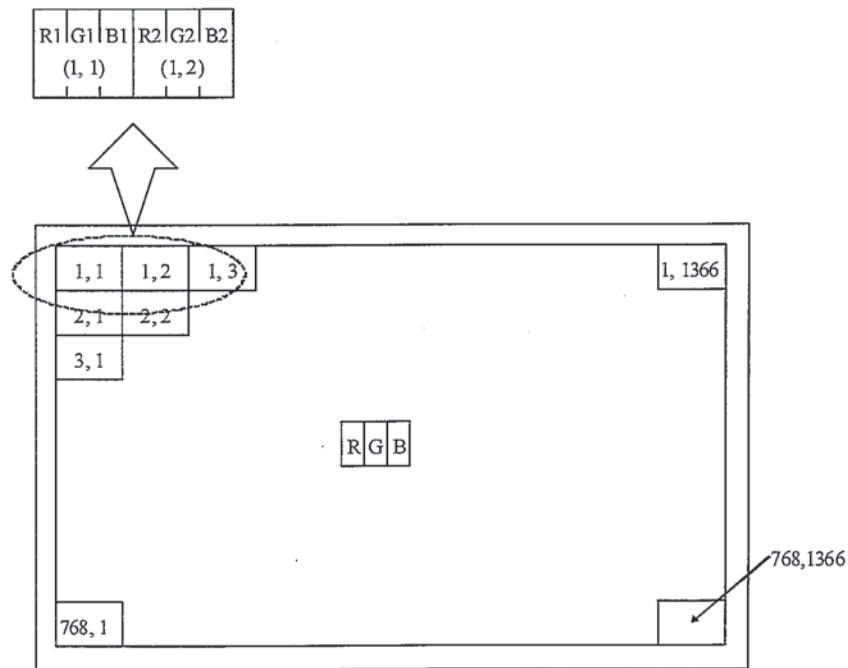 R1 G1 B1 R2 G2 B2
(1, 1) (1, 2)
1, 1 1, 2 1, 3 1, 1366
2, 1 2, 2
3, 1
R G B
768,1366
768, 1